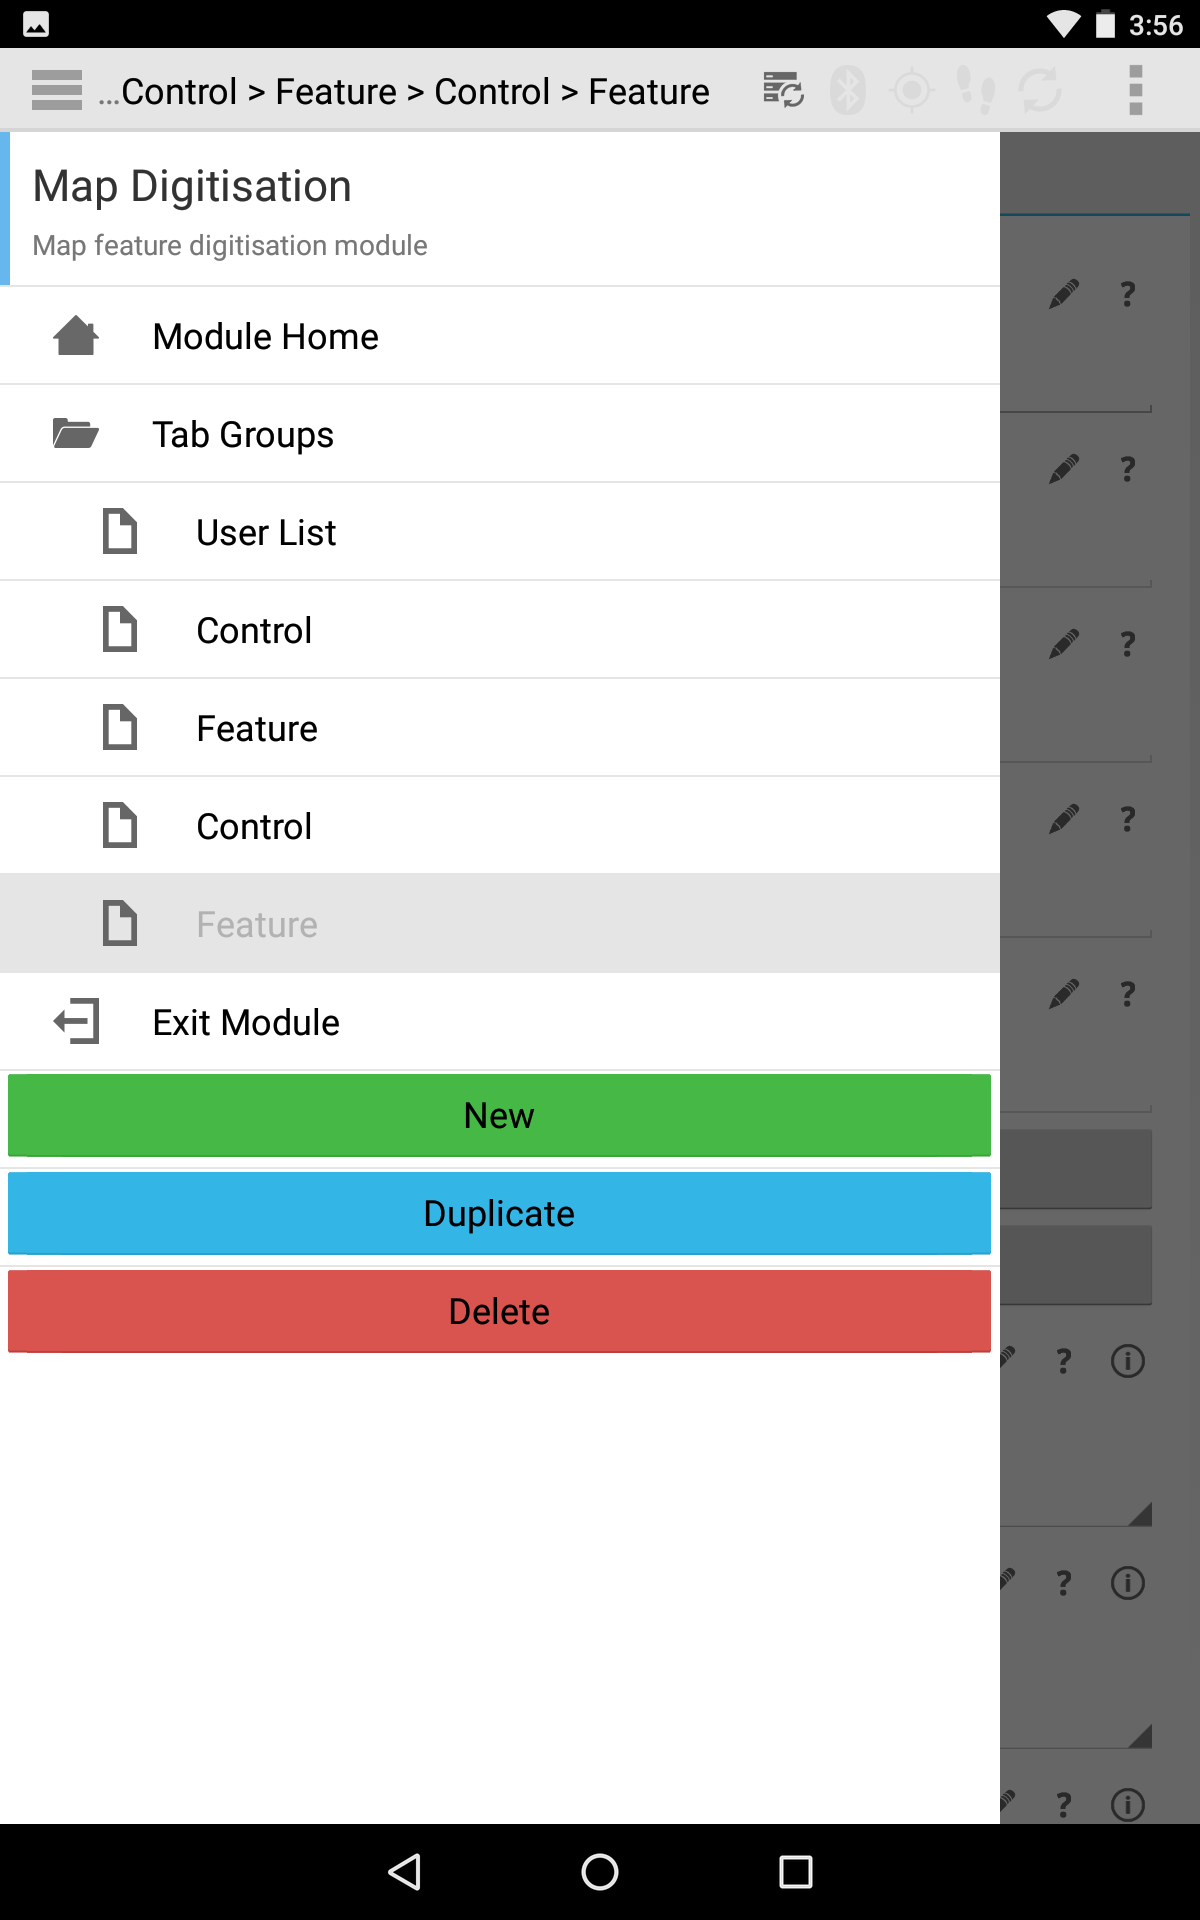 3:56
...Control > Feature > Control > Feature
Map Digitisation
Map feature digitisation module
Module Home
Tab Groups
User List
Control
Feature
Control
Feature
Exit Module
New
Duplicate
Delete
?
?
?
?
?
?
?
?